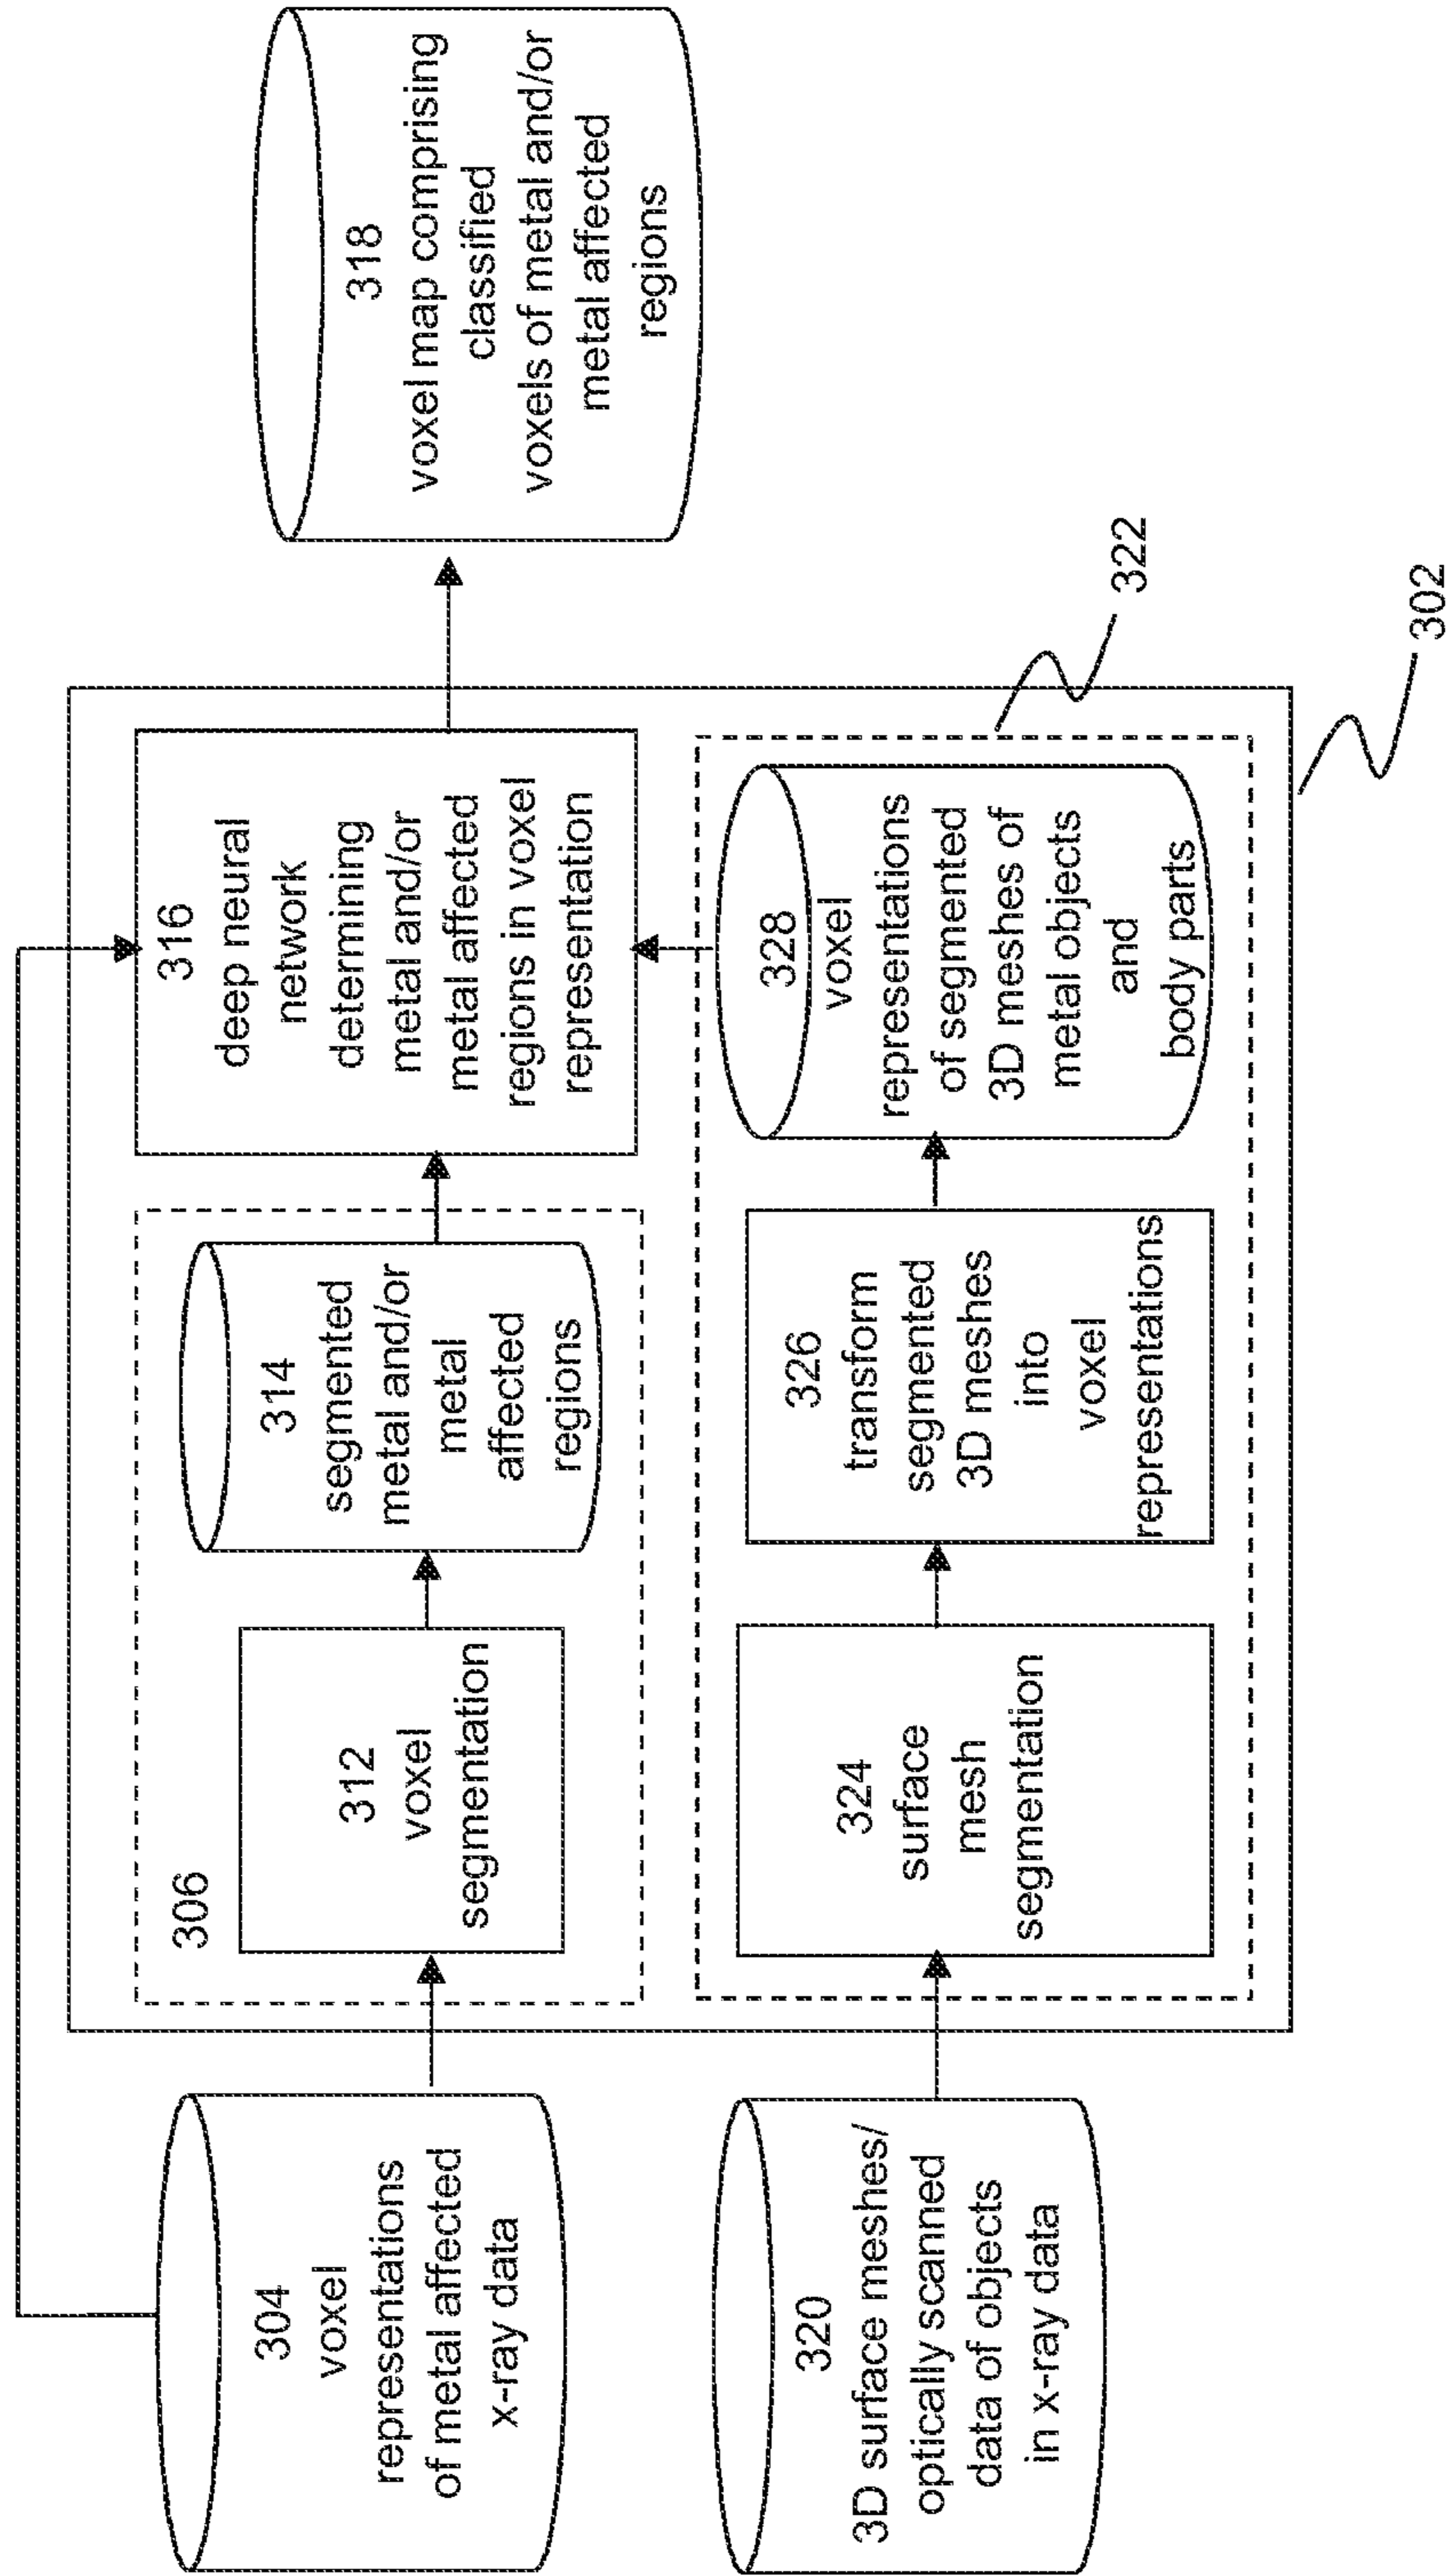 304
voxel
representations
of metal affected
x-ray data
306
312
voxel
segmentation
314
segmented
metal and/or
metal
affected
regions
316
deep neural
network
determining
metal and/or
metal affected
regions in voxel
representation
318
voxel map comprising
classified
voxels of metal and/or
metal affected
regions
320
3D surface meshes/
optically scanned
data of objects
in x-ray data
324
surface
mesh
segmentation
326
transform
segmented
3D meshes
into
voxel
representations
328
voxel
representations
of segmented
3D meshes of
metal objects
and
body parts
322
302